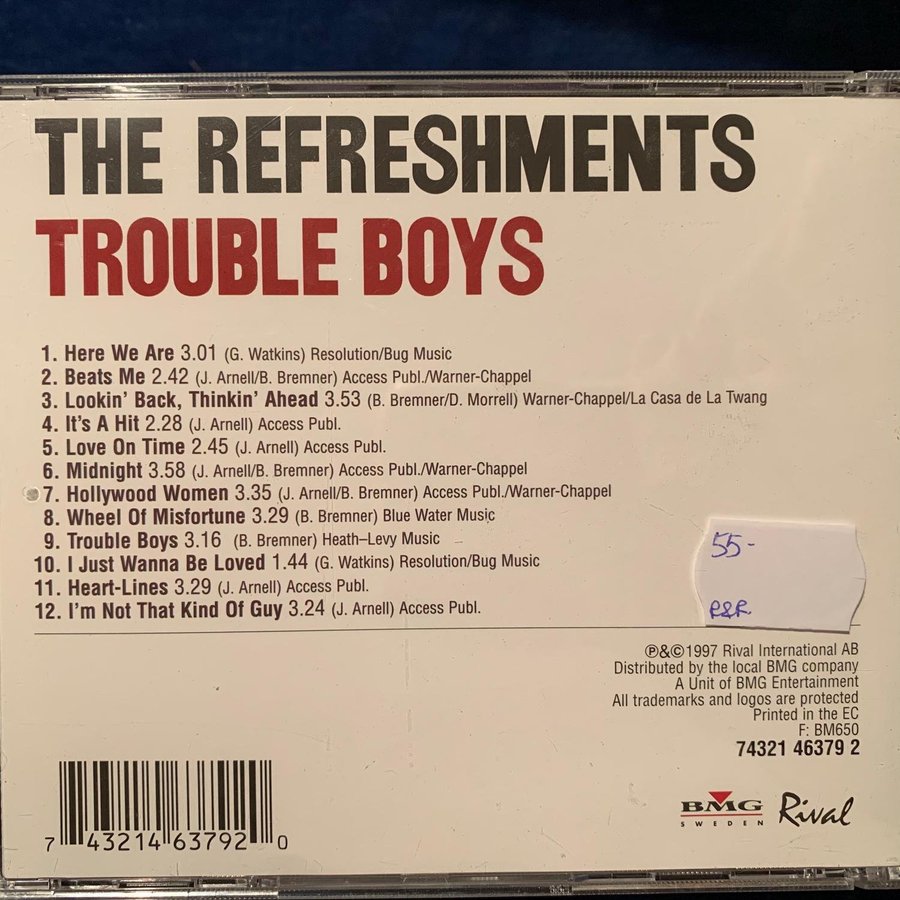 THE REFRESHMENTS
TROUBLE BOYS
1. Here We Are 3.01 (G. Watkins) Resolution/Bug Music
2. Beats Me 2.42 (J. Arnell/B. Bremner) Access Publ./Warner-Chappel
3. Lookin' Back, Thinkin' Ahead 3.53 (B. Bremner/D. Morrell) Warner-Chappel/La Casa de La Twang
4. It's A Hit 2.28 (J. Arnell) Access Publ.
5. Love On Time 2.45 (J. Arnell) Access Publ.
6. Midnight 3.58 (J. Arnell/B. Bremner) Access Publ./Warner-Chappel
7. Hollywood Women 3.35 (J. Arnell/B. Bremner) Access Publ./Warner-Chappel
8. Wheel Of Misfortune 3.29 (B. Bremner) Blue Water Music
9. Trouble Boys 3.16 (B. Bremner) Heath–Levy Music
10. I Just Wanna Be Loved 1.44 (G. Watkins) Resolution/Bug Music
11. Heart-Lines 3.29 (J. Arnell) Access Publ.
12. I'm Not That Kind Of Guy 3.24 (J. Arnell) Access Publ.
55-
R&R
℗&©1997 Rival International AB
Distributed by the local BMG company
A Unit of BMG Entertainment
All trademarks and logos are protected
Printed in the EC
F: BM650
74321 46379 2
BMG
SWEDEN
Rival
7 43214 63792 0